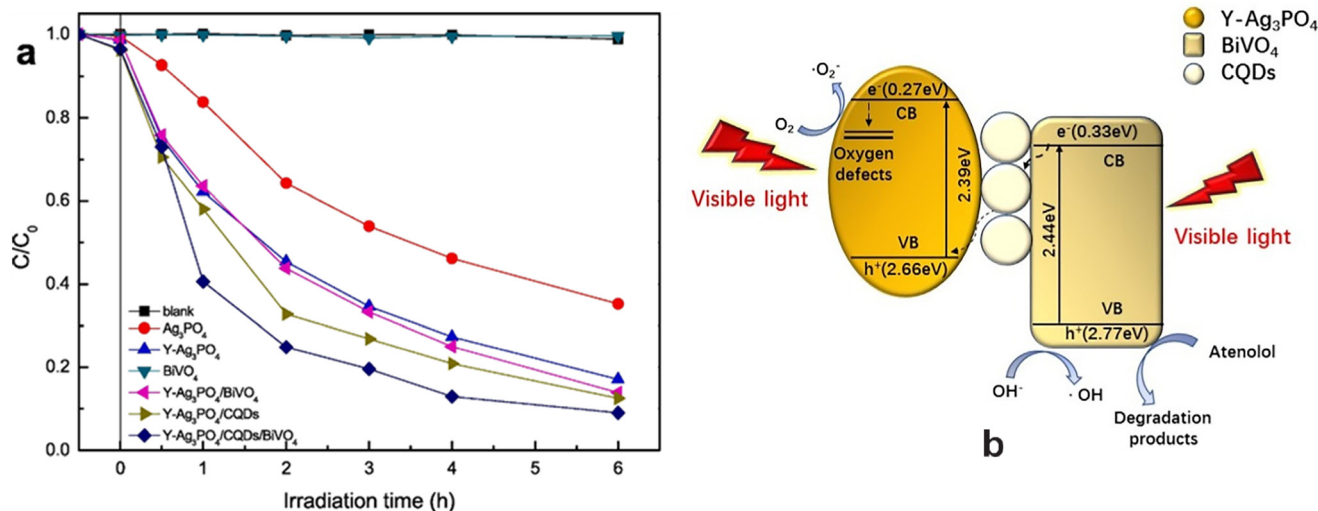 a
C/C₀
1.0
0.8
0.6
0.4
0.2
0.0
blank
Ag₃PO₄
Y-Ag₃PO₄
BiVO₄
Y-Ag₃PO₄/BiVO₄
Y-Ag₃PO₄/CQDs
Y-Ag₃PO₄/CQDs/BiVO₄
0 1 2 3 4 5 6
Irradiation time (h)
Y-Ag₃PO₄
BiVO₄
CQDs
·O₂⁻
O₂
e⁻(0.27eV)
CB
Oxygen
defects
2.39eV
VB
h⁺(2.66eV)
Visible light
e⁻(0.33eV)
CB
2.44eV
VB
h⁺(2.77eV)
Visible light
OH⁻
·OH
Atenolol
Degradation
products
b